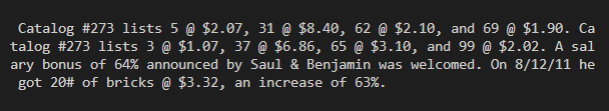 Catalog #273 lists 5 @ $2.07, 31 @ $8.40, 62 @ $2.10, and 69 @ $1.90. Ca
talog #273 lists 3 @ $1.07, 37 @ $6.86, 65 @ $3.10, and 99 @ $2.02. A sal
ary bonus of 64% announced by Saul & Benjamin was welcomed. On 8/12/11 he
got 20# of bricks @ $3.32, an increase of 63%.